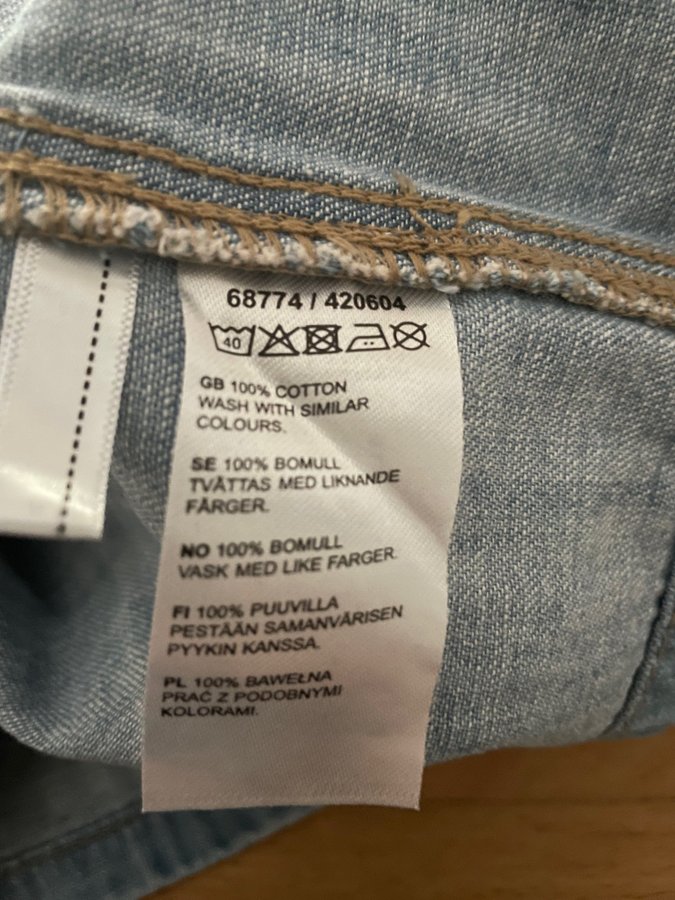 68774 / 420604
40
GB 100% COTTON
WASH WITH SIMILAR
COLOURS.
SE 100% BOMULL
TVÄTTAS MED LIKNANDE
FÄRGER.
NO 100% BOMULL
VASK MED LIKE FARGER.
FI 100% PUUVILLA
PESTÄÄN SAMANVÄRISEN
PYYKIN KANSSA.
PL 100% BAWEŁNA
PRAĆ Z PODOBNYMI
KOLORAMI.